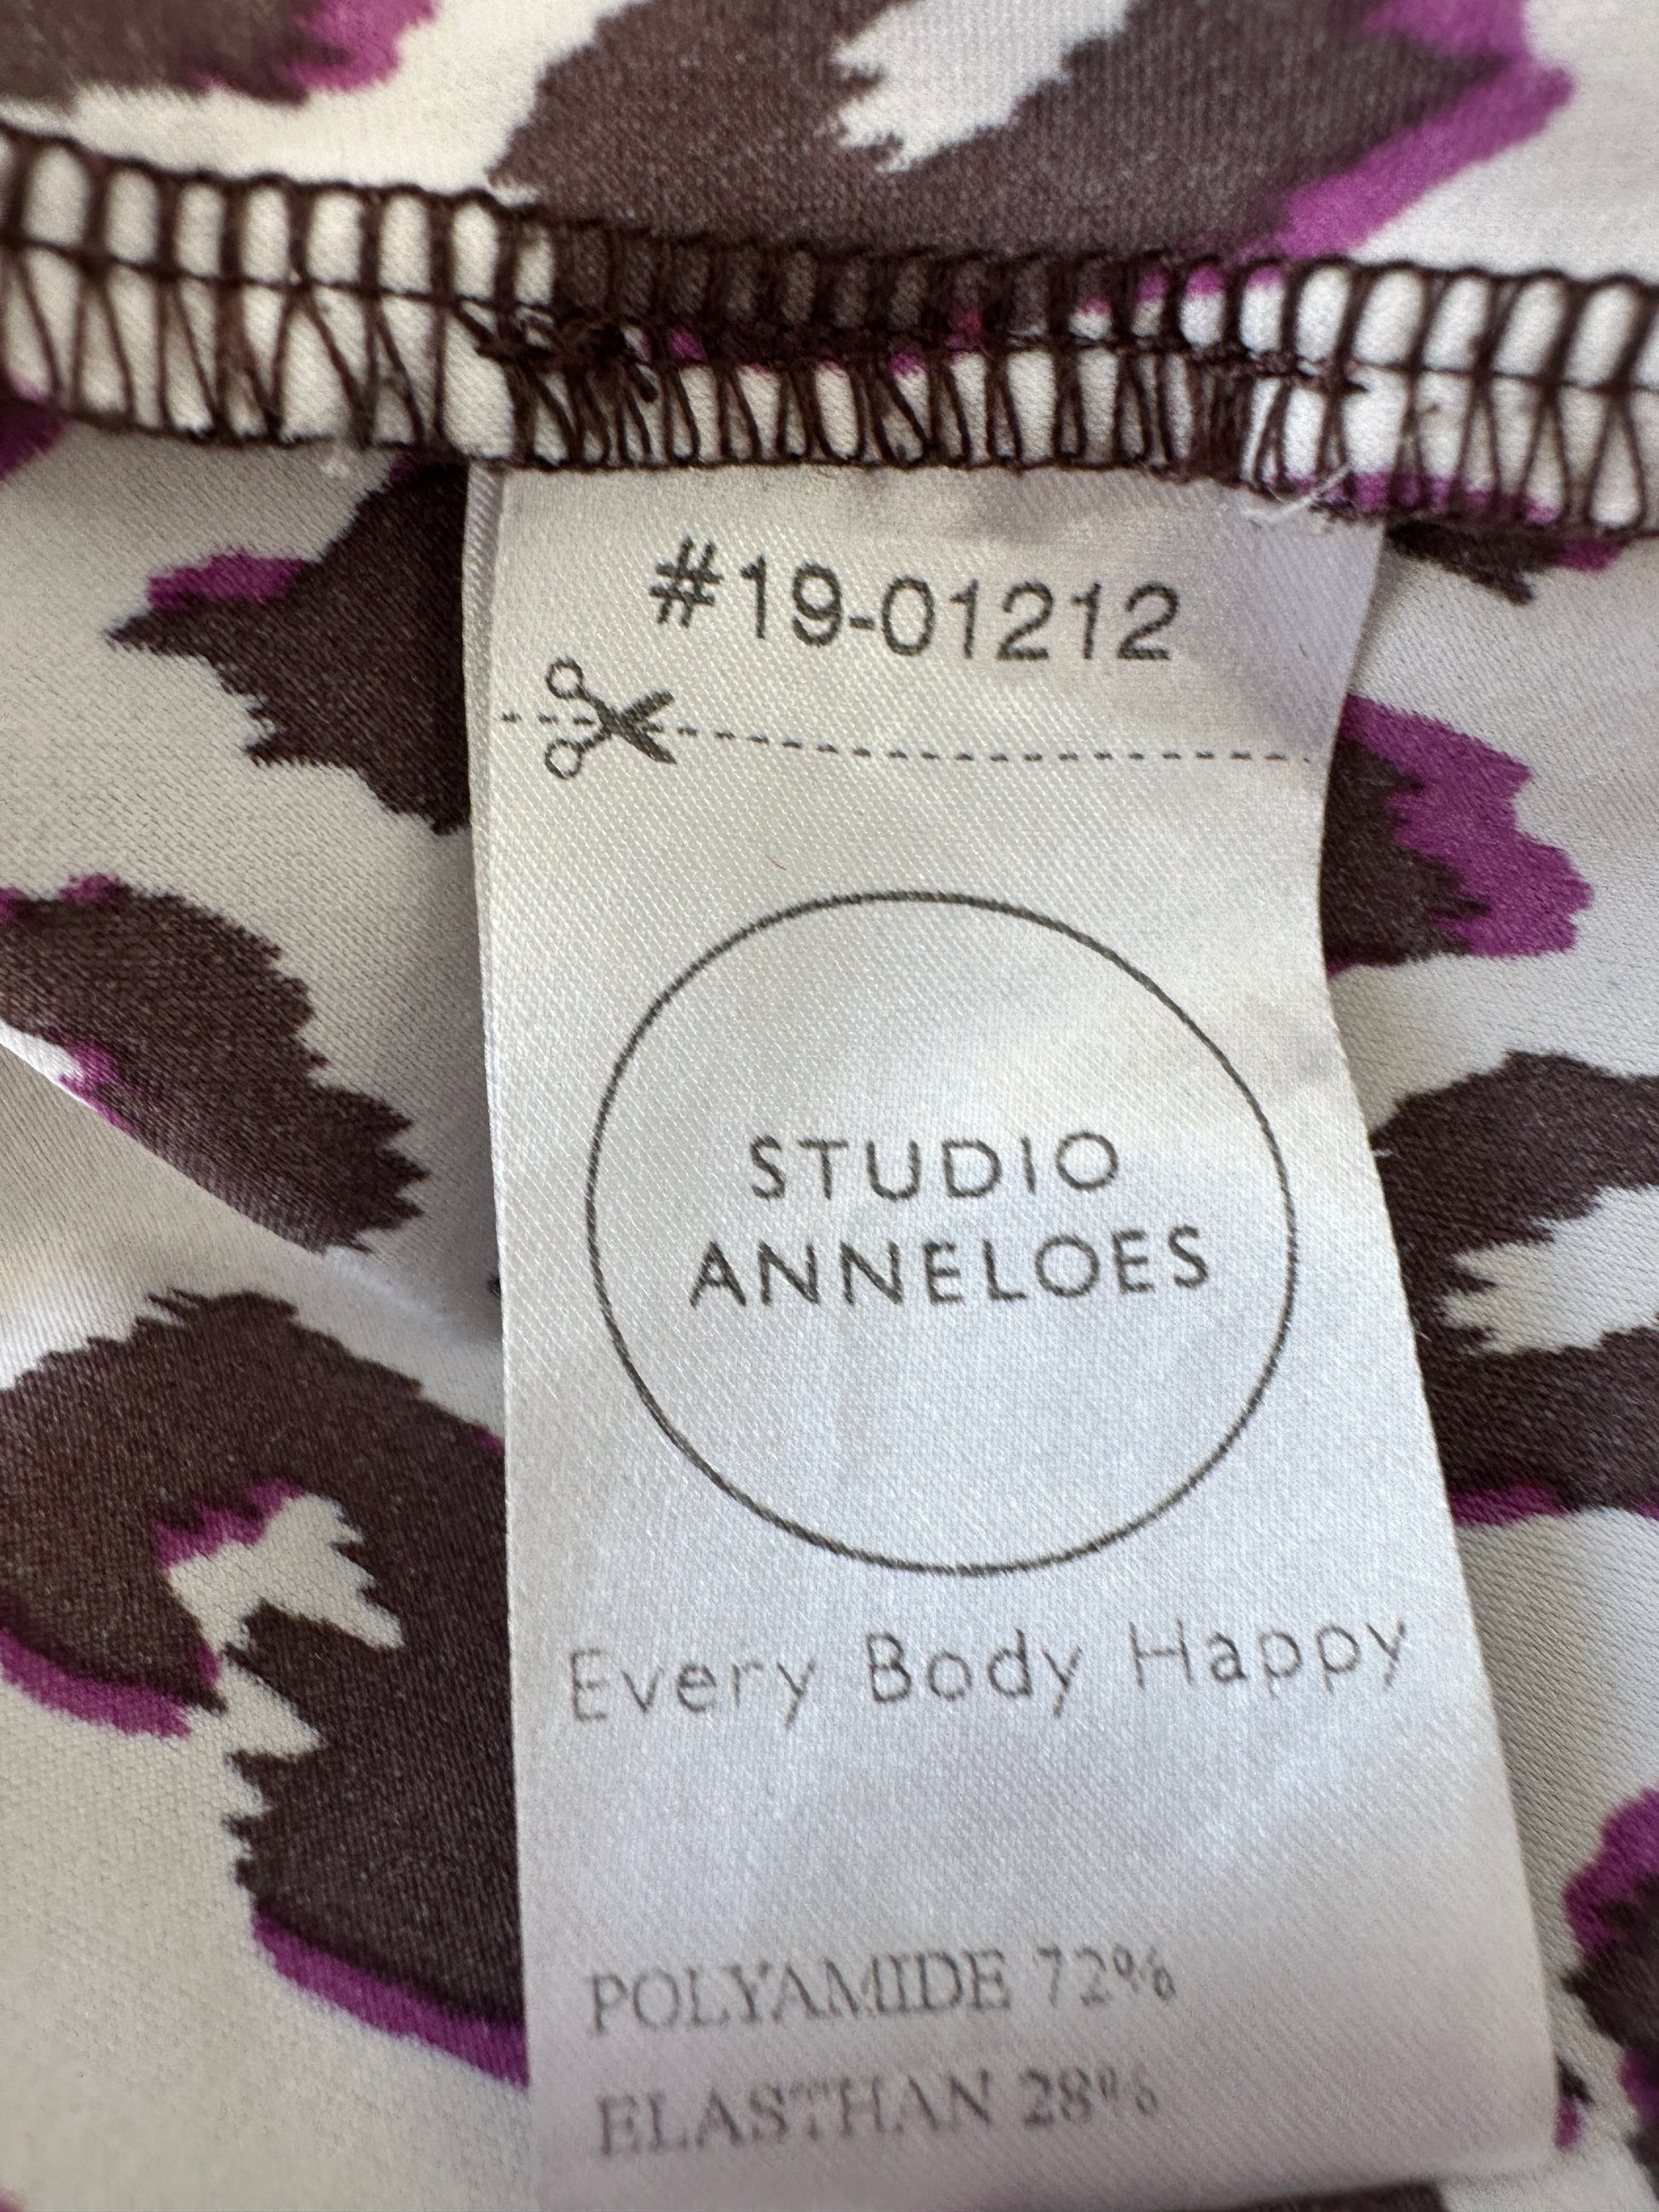 #19-01212
STUDIO
ANNELOES
Every Body Happy
POLYAMIDE 72%
ELASTHAN 28%